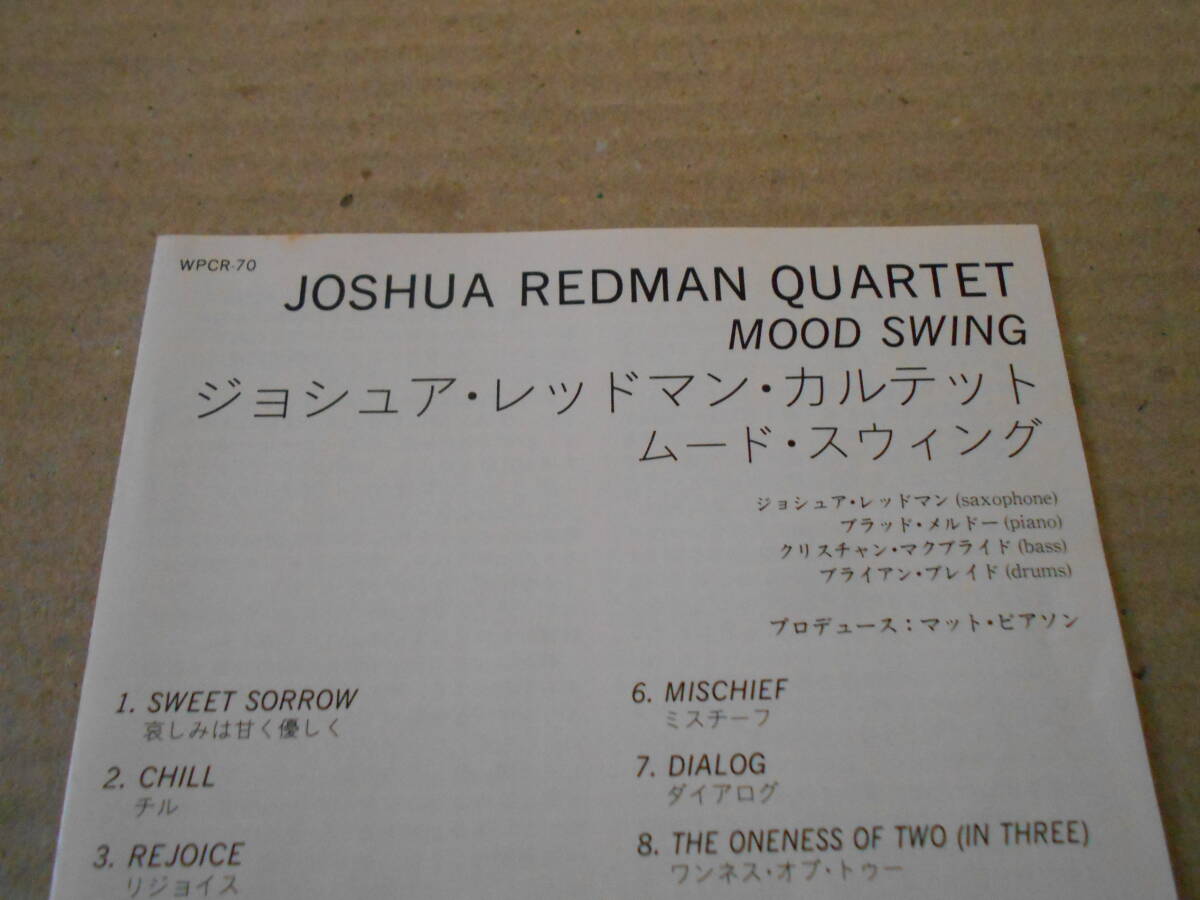 WPCR-70
JOSHUA REDMAN QUARTET
MOOD SWING
ジョシュア・レッドマン・カルテット
ムード・スウィング
ジョシュア・レッドマン (saxophone)
ブラッド・メルドー (piano)
クリスチャン・マクブライド (bass)
ブライアン・ブレイド (drums)
プロデュース：マット・ピアソン
1. SWEET SORROW
哀しみは甘く優しく
2. CHILL
チル
3. REJOICE
リジョイス
6. MISCHIEF
ミスチーフ
7. DIALOG
ダイアログ
8. THE ONENESS OF TWO (IN THREE)
ワンネス・オブ・トゥー